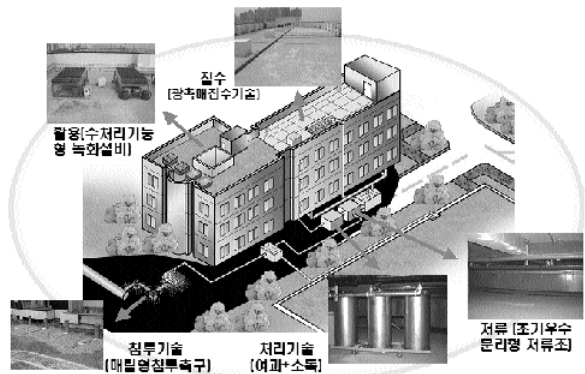 집수
(광촉매집수기술)
활용(수처리기능
형 녹화설비)
저류 (초기우수
분리형 저류조)
침투기술
(매립형침투측구)
처리기술
(여과+소독)